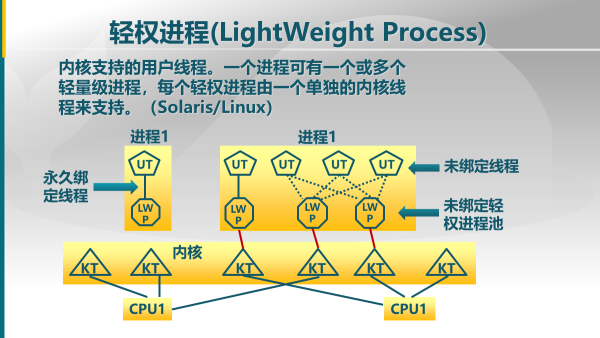 轻权进程(LightWeight Process)
内核支持的用户线程。一个进程可有一个或多个
轻量级进程，每个轻权进程由一个单独的内核线
程来支持。（Solaris/Linux）
进程1
进程1
UT
UT
UT
UT
UT
未绑定线程
永久绑
定线程
LW
P
LW
P
LW
P
LW
P
未绑定轻
权进程池
内核
KT
KT
KT
KT
KT
KT
CPU1
CPU1